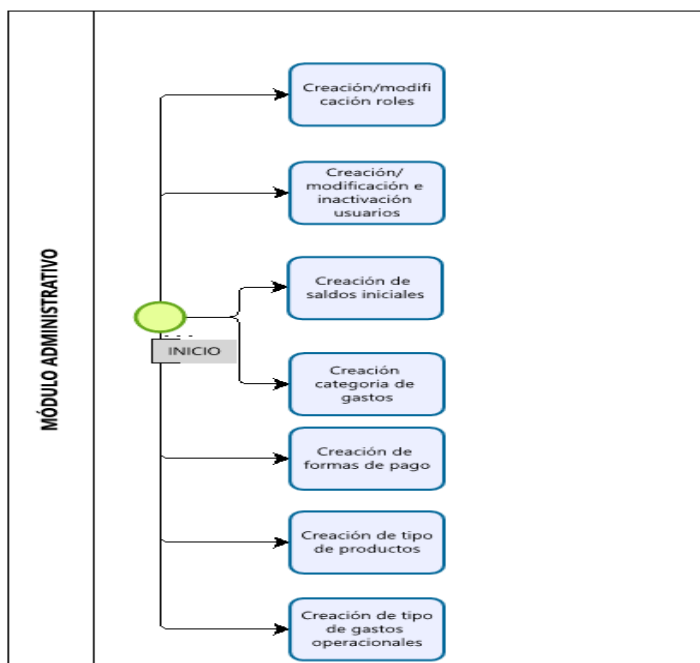 MÓDULO ADMINISTRATIVO
Creación/modifi
cación roles
Creación/
modificación e
inactivación
usuarios
Creación de
saldos iniciales
INICIO
Creación
categoria de
gastos
Creación de
formas de pago
Creación de tipo
de productos
Creación de tipo
de gastos
operacionales